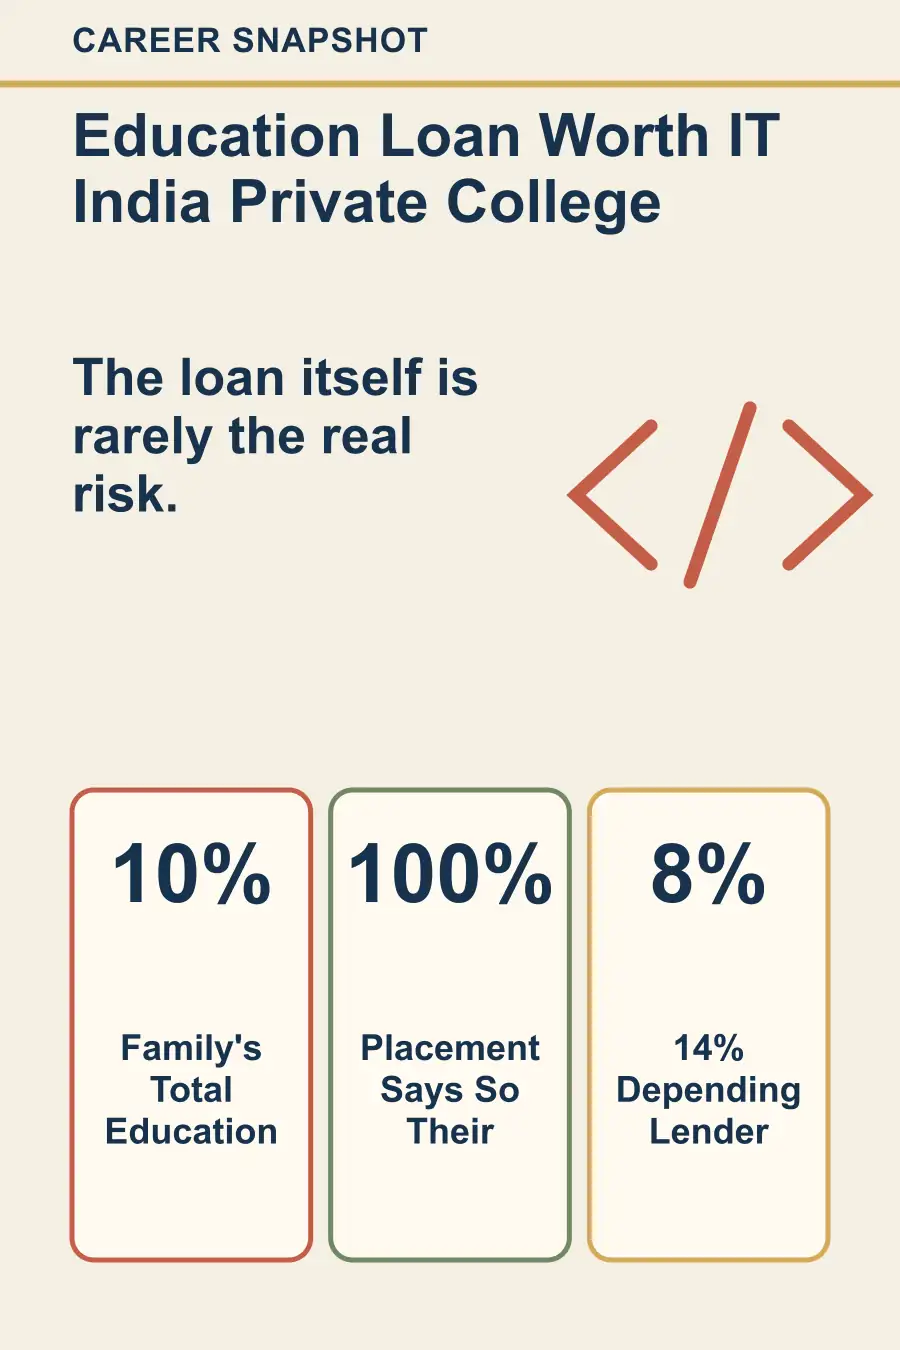 CAREER SNAPSHOT
Education Loan Worth IT
India Private College
The loan itself is
rarely the real
risk.
</>
10%
Family's
Total
Education
100%
Placement
Says So
Their
8%
14%
Depending
Lender